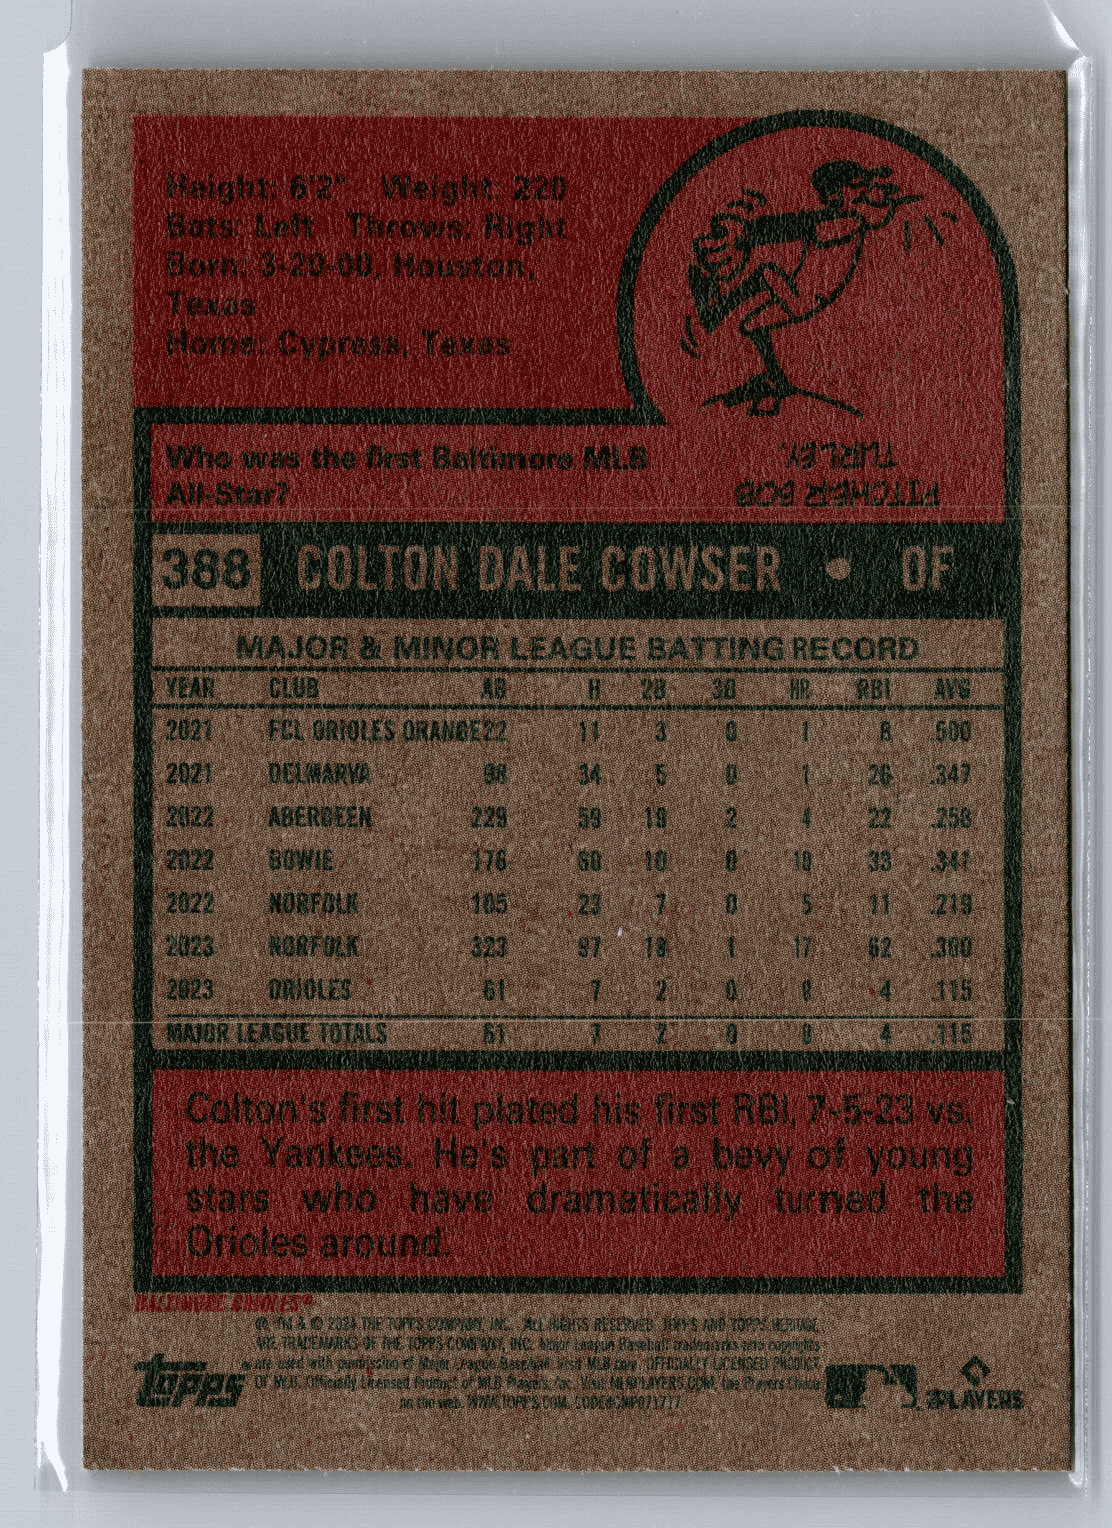 Height: 6'2" Weight: 220
Bats: Left Throws: Right
Born: 3-20-00, Houston,
Texas
Home: Cypress, Texas
Who was the first Baltimore MLB
All-Star?
PITCHER BOB
TURLEY.
388 COLTON DALE COWSER • OF
MAJOR & MINOR LEAGUE BATTING RECORD
YEAR CLUB AB H 2B 3B HR RBI AVG
2021 FCL ORIOLES ORANGE 22 11 3 0 1 8 .500
2021 DELMARVA 98 34 5 0 1 26 .347
2022 ABERDEEN 229 59 19 2 4 22 .258
2022 BOWIE 176 60 10 0 10 33 .341
2022 NORFOLK 105 23 7 0 5 11 .219
2023 NORFOLK 323 97 18 1 17 62 .300
2023 ORIOLES 61 7 2 0 0 4 .115
MAJOR LEAGUE TOTALS 61 7 2 0 0 4 .115
Colton's first hit plated his first RBI, 7-5-23 vs.
the Yankees. He's part of a bevy of young
stars who have dramatically turned the
Orioles around.
BALTIMORE ORIOLES®
®, TM & © 2024 THE TOPPS COMPANY, INC. ALL RIGHTS RESERVED. TOPPS AND TOPPS HERITAGE
ARE TRADEMARKS OF THE TOPPS COMPANY, INC. Major League Baseball trademarks and copyrights
are used with permission of Major League Baseball. Visit MLB.com. OFFICIALLY LICENSED PRODUCT
OF MLB. Officially Licensed Product of MLB Players, Inc. Visit MLBPLAYERS.COM, the Players Choice
on the web. WWW.TOPPS.COM. CODE#CMP071717
Topps
PLAYERS